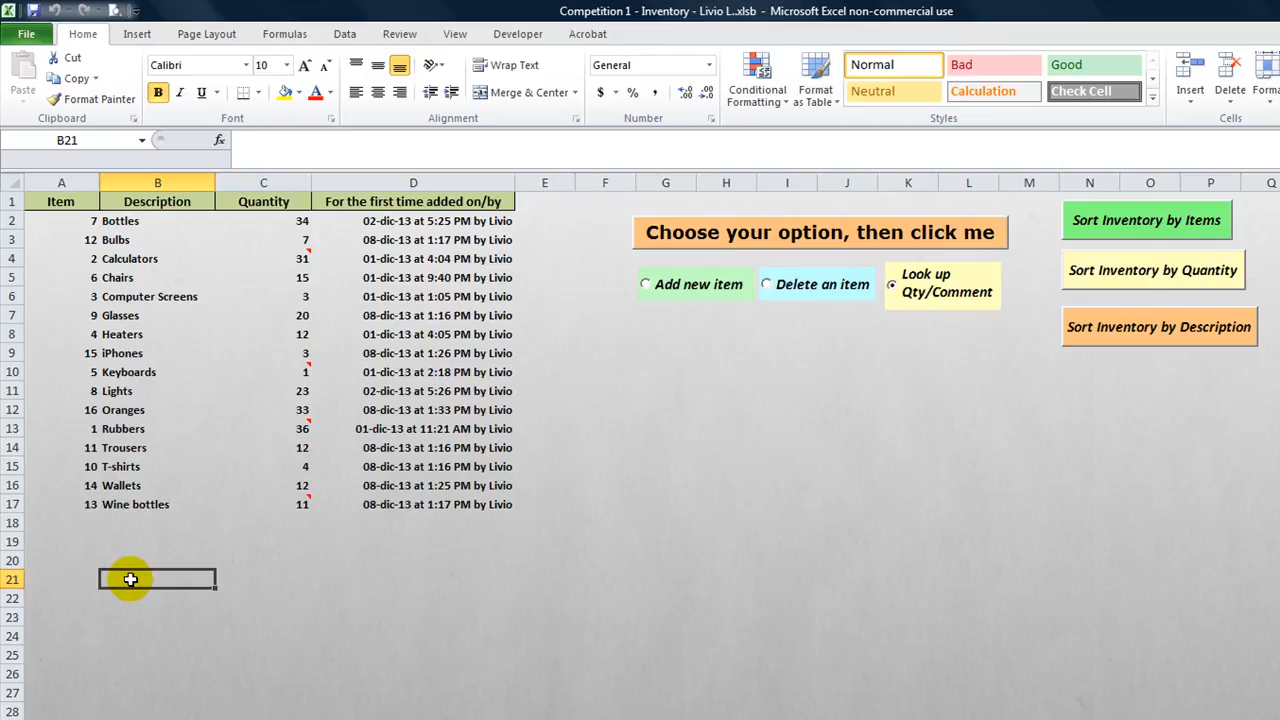 Competition 1 - Inventory - Livio L..xlsb - Microsoft Excel non-commercial use
File Home Insert Page Layout Formulas Data Review View Developer Acrobat
Paste
Cut
Copy
Format Painter
Clipboard
Calibri 10
B I U
Font
Wrap Text
Merge & Center
Alignment
General
$ % ,
Number
Conditional Formatting
Format as Table
Normal Bad Good
Neutral Calculation Check Cell
Styles
Insert Delete
Cells
B21 fx
A B C D E F G H I J K L M N O P Q
1 Item Description Quantity For the first time added on/by
2 7 Bottles 34 02-dic-13 at 5:25 PM by Livio
3 12 Bulbs 7 08-dic-13 at 1:17 PM by Livio
4 2 Calculators 31 01-dic-13 at 4:04 PM by Livio
5 6 Chairs 15 01-dic-13 at 9:40 PM by Livio
6 3 Computer Screens 3 01-dic-13 at 1:05 PM by Livio
7 9 Glasses 20 08-dic-13 at 1:16 PM by Livio
8 4 Heaters 12 01-dic-13 at 4:05 PM by Livio
9 15 iPhones 3 08-dic-13 at 1:26 PM by Livio
10 5 Keyboards 1 01-dic-13 at 2:18 PM by Livio
11 8 Lights 23 02-dic-13 at 5:26 PM by Livio
12 16 Oranges 33 08-dic-13 at 1:33 PM by Livio
13 1 Rubbers 36 01-dic-13 at 11:21 AM by Livio
14 11 Trousers 12 08-dic-13 at 1:16 PM by Livio
15 10 T-shirts 4 08-dic-13 at 1:16 PM by Livio
16 14 Wallets 12 08-dic-13 at 1:25 PM by Livio
17 13 Wine bottles 11 08-dic-13 at 1:17 PM by Livio
18
19
20
21
22
23
24
25
26
27
28
Choose your option, then click me
Add new item
Delete an item
Look up
Qty/Comment
Sort Inventory by Items
Sort Inventory by Quantity
Sort Inventory by Description